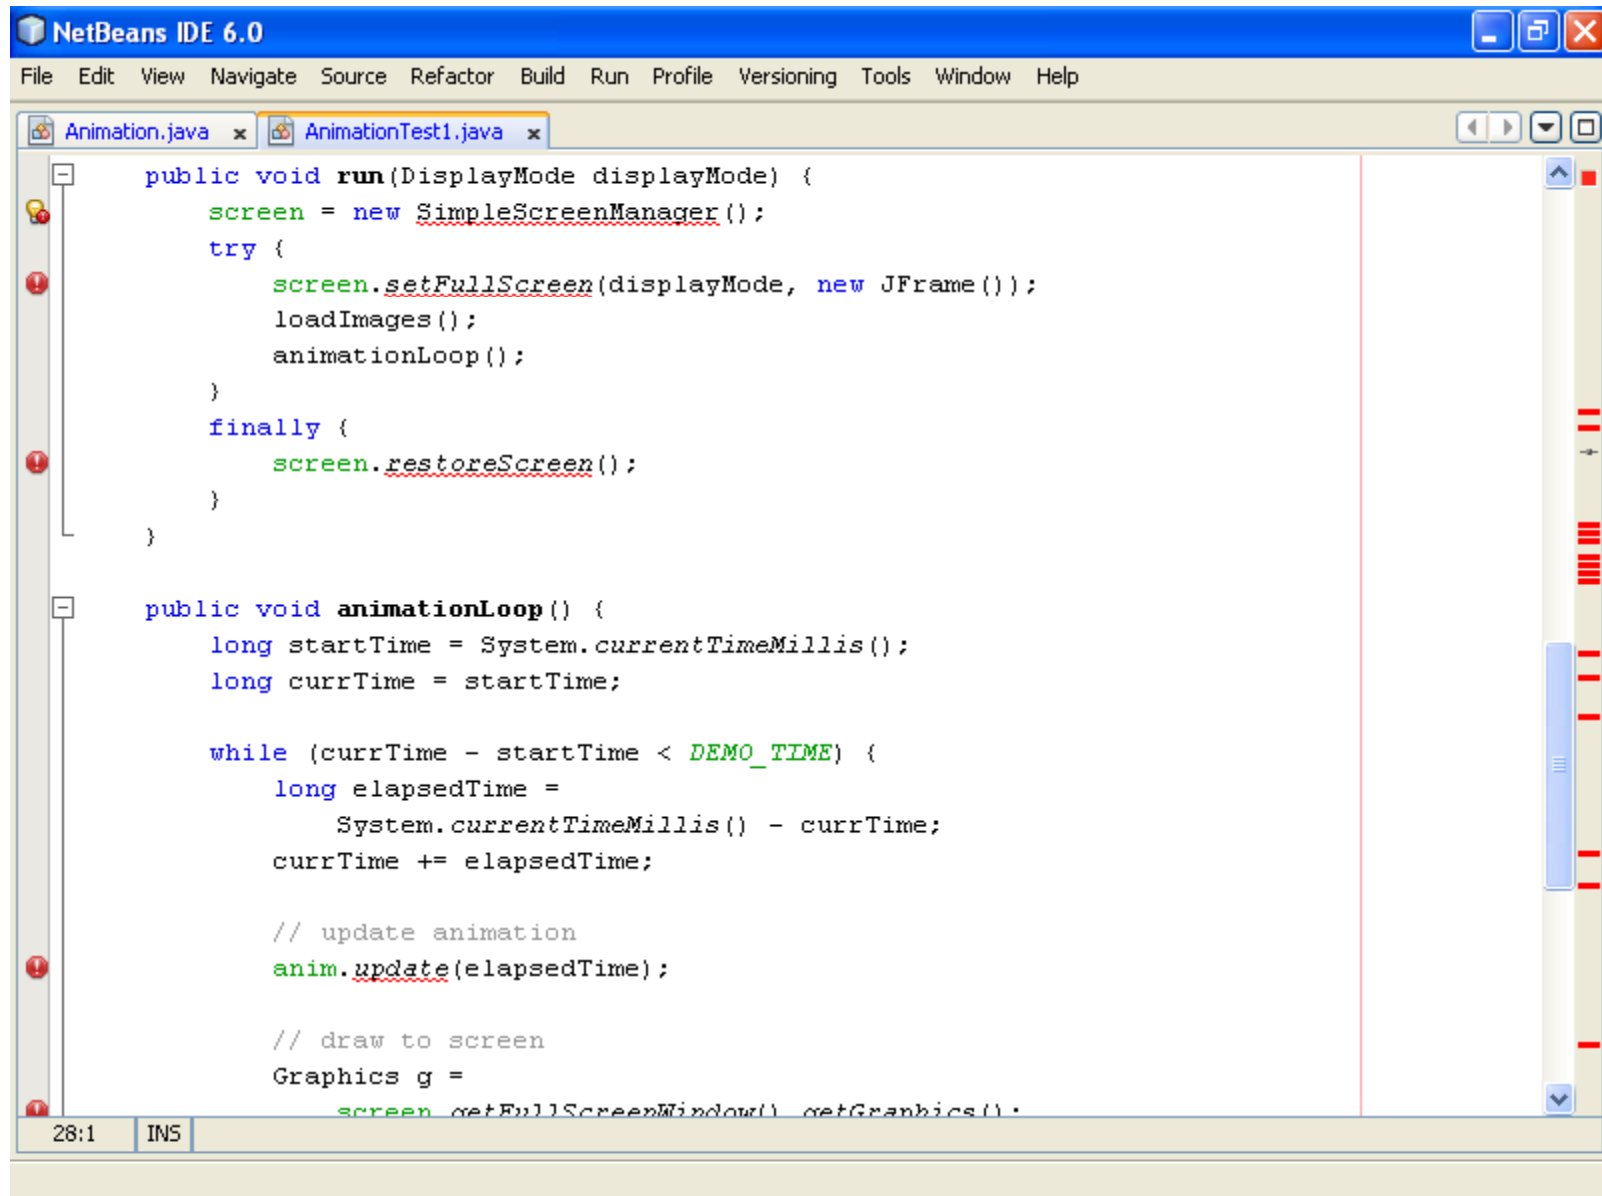 NetBeans IDE 6.0
File Edit View Navigate Source Refactor Build Run Profile Versioning Tools Window Help
Animation.java x AnimationTest1.java x
public void run(DisplayMode displayMode) {
screen = new SimpleScreenManager();
try {
screen.setFullScreen(displayMode, new JFrame());
loadImages();
animationLoop();
}
finally {
screen.restoreScreen();
}
}
public void animationLoop() {
long startTime = System.currentTimeMillis();
long currTime = startTime;
while (currTime - startTime < DEMO_TIME) {
long elapsedTime =
System.currentTimeMillis() - currTime;
currTime += elapsedTime;
// update animation
anim.update(elapsedTime);
// draw to screen
Graphics g =
screen.getFullScreenWindow().getGraphics();
28:1 INS